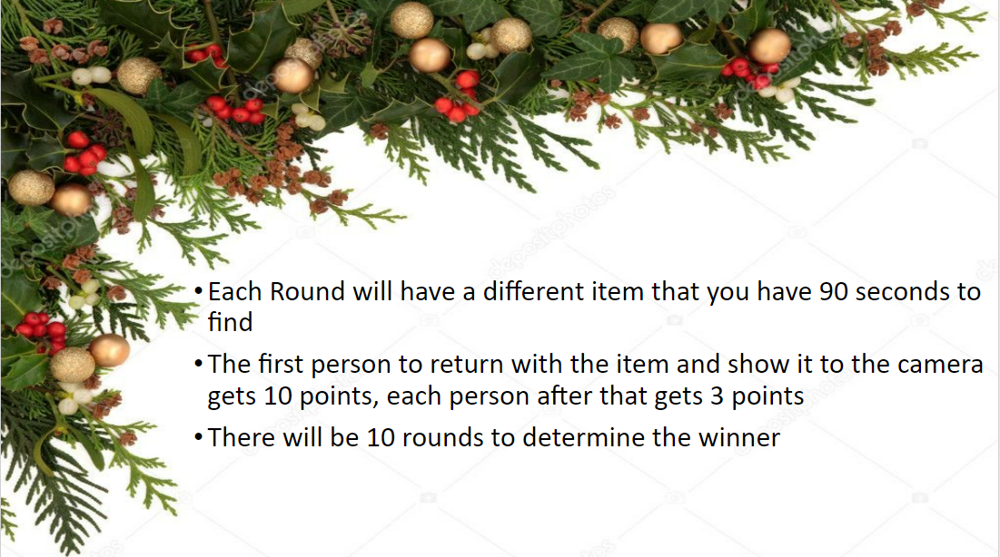 • Each Round will have a different item that you have 90 seconds to
find
• The first person to return with the item and show it to the camera
gets 10 points, each person after that gets 3 points
• There will be 10 rounds to determine the winner
depositphotos